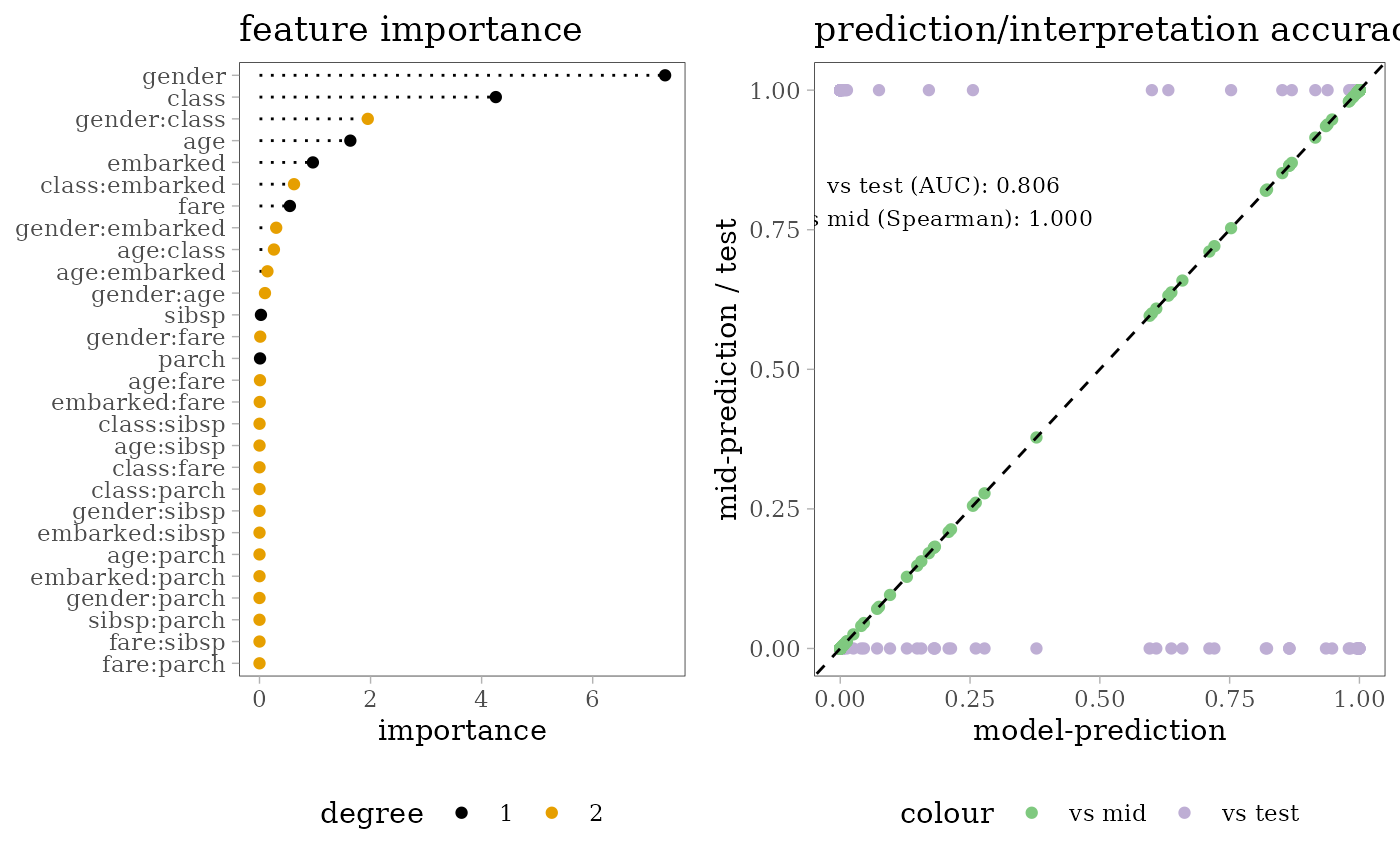 feature importance
gender
class
gender:class
age
embarked
class:embarked
fare
gender:embarked
age:class
age:embarked
gender:age
sibsp
gender:fare
parch
age:fare
embarked:fare
class:sibsp
age:sibsp
class:fare
class:parch
gender:sibsp
embarked:sibsp
age:parch
embarked:parch
gender:parch
sibsp:parch
fare:sibsp
fare:parch
0 2 4 6
importance
degree 1 2
prediction/interpretation accurac
mid-prediction / test
1.00
0.75
0.50
0.25
0.00
vs test (AUC): 0.806
s mid (Spearman): 1.000
0.00 0.25 0.50 0.75 1.00
model-prediction
colour vs mid vs test